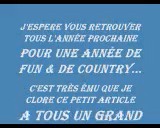 J'ESPERE VOUS RETROUVER
TOUS L'ANNÉE PROCHAINE
POUR UNE ANNÉE DE
FUN & DE COUNTRY...
C'EST TRÈS ÉMU QUE JE
CLORE CE PETIT ARTICLE
A TOUS UN GRAND